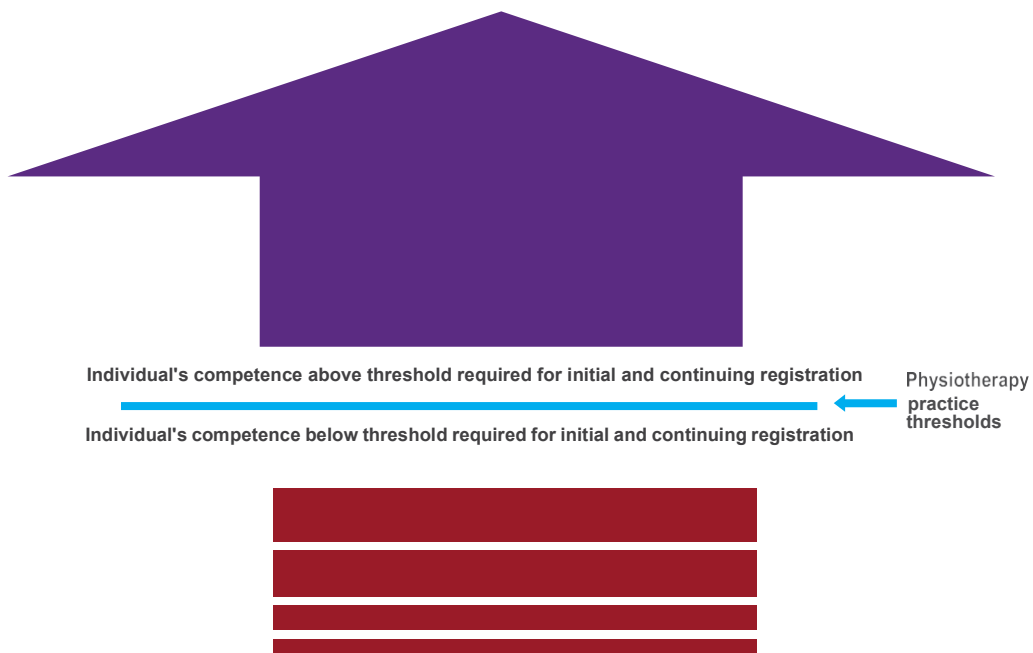 Individual's competence above threshold required for initial and continuing registration
Physiotherapy
practice
thresholds
Individual's competence below threshold required for initial and continuing registration